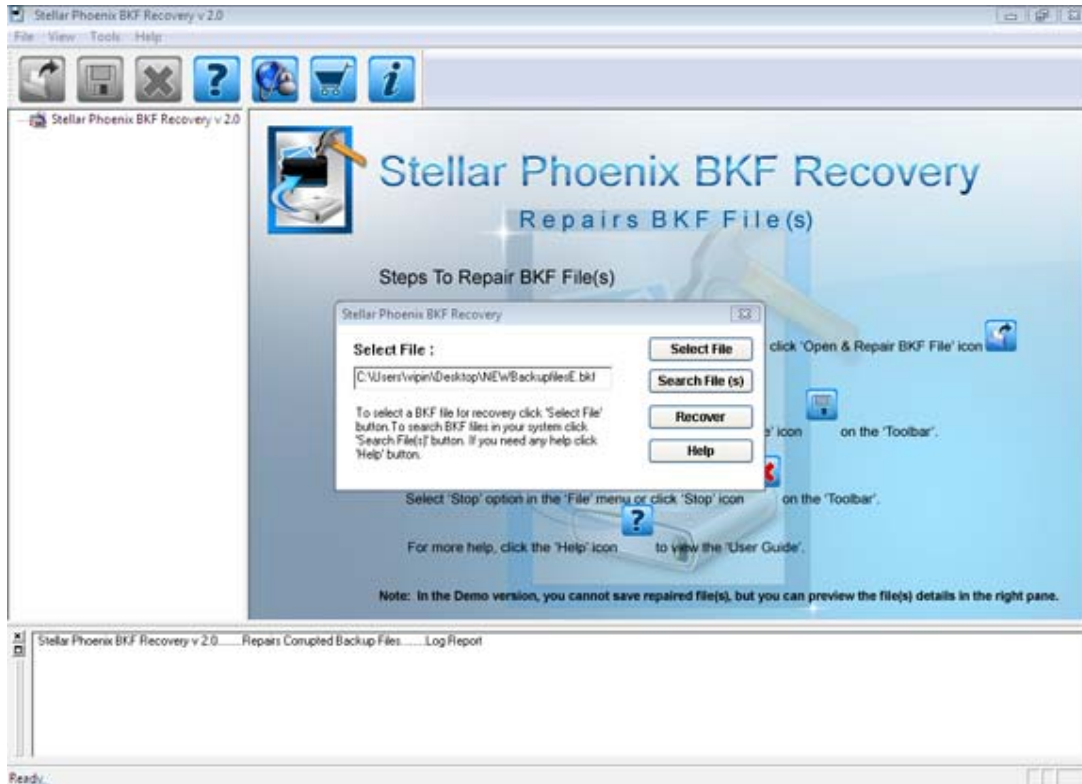 Stellar Phoenix BKF Recovery v 2.0
File View Tools Help
Stellar Phoenix BKF Recovery v 2.0
Stellar Phoenix BKF Recovery
Repairs BKF File(s)
Steps To Repair BKF File(s)
click 'Open & Repair BKF File' icon
icon on the 'Toolbar'.
Select 'Stop' option in the 'File' menu or click 'Stop' icon on the 'Toolbar'.
For more help, click the 'Help' icon to view the 'User Guide'.
Note: In the Demo version, you cannot save repaired file(s), but you can preview the file(s) details in the right pane.
Stellar Phoenix BKF Recovery
Select File :
C:\Users\vipin\Desktop\NEWBackupfilesE.bkf
To select a BKF file for recovery click 'Select File'
button.To search BKF files in your system click
'Search File(s)' button. If you need any help click
'Help' button.
Select File
Search File (s)
Recover
Help
Stellar Phoenix BKF Recovery v 2.0.......Repairs Corrupted Backup Files........Log Report
Ready.